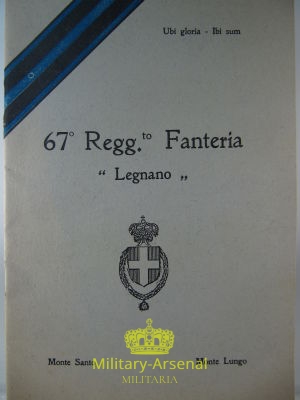 Ubi gloria - Ibi sum
67° Regg.to Fanteria
“ Legnano „
Monte Santo Monte Lungo
Military-Arsenal
MILITARIA